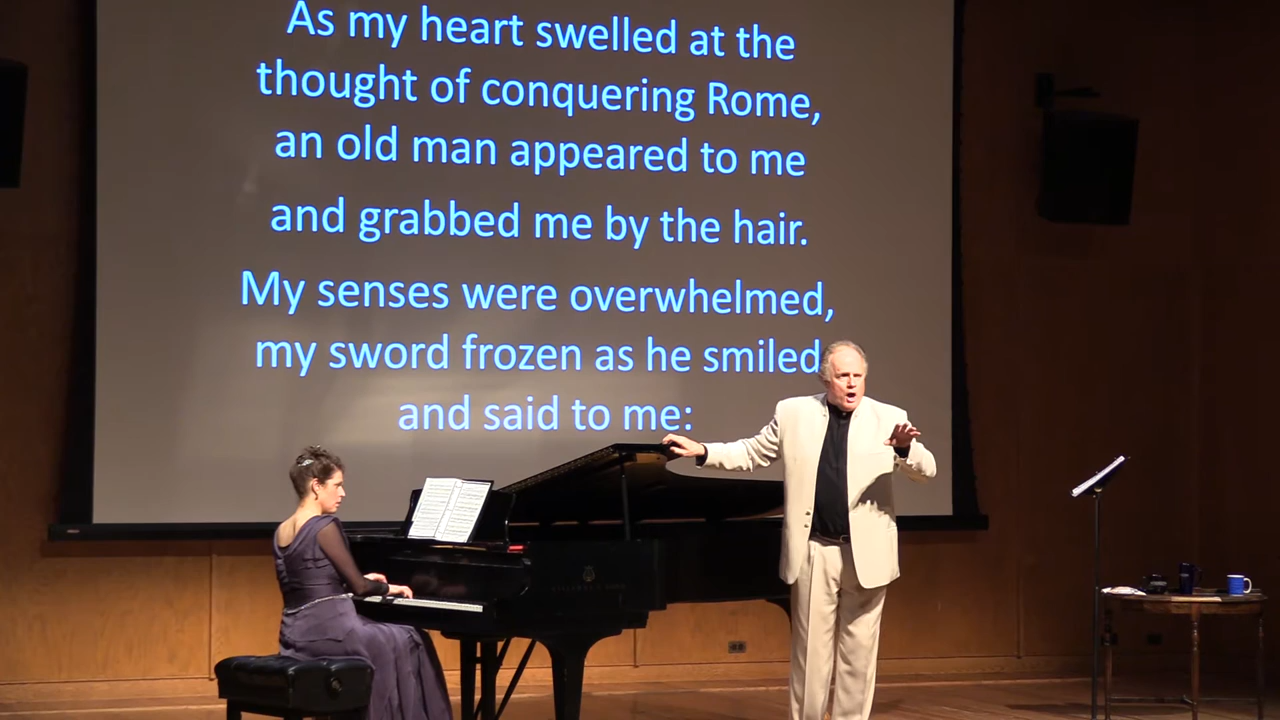 As my heart swelled at the
thought of conquering Rome,
an old man appeared to me
and grabbed me by the hair.
My senses were overwhelmed,
my sword frozen as he smiled
and said to me: